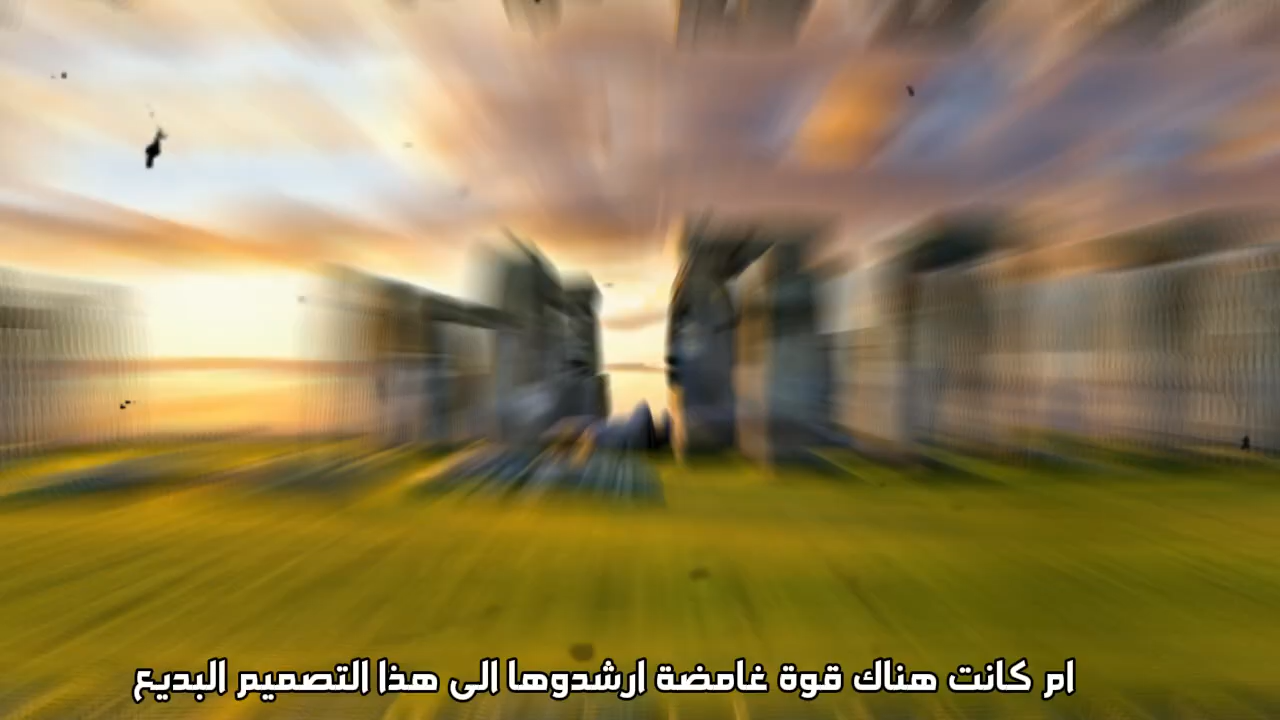 ام كانت هناك قوة غامضة ارشدوها الى هذا التصميم البديع